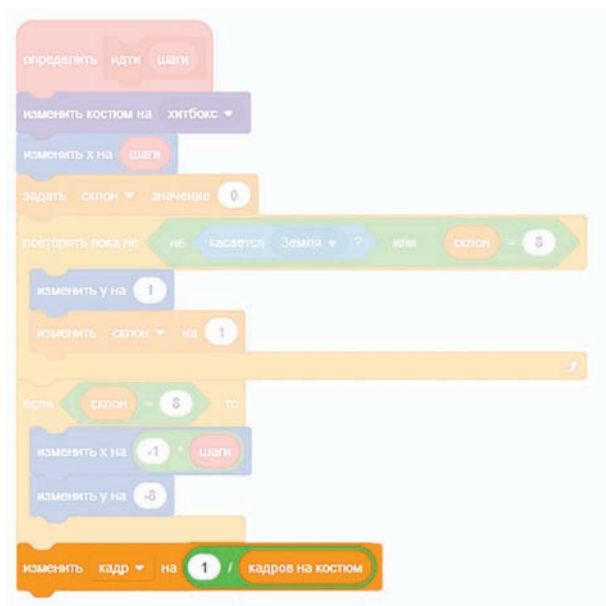 определить идти шаги
изменить костюм на хитбокс
изменить x на шаги
задать склон значение 0
повторять пока не не касается Земля ? или склон = 8
изменить y на 1
изменить склон на 1
если склон = 8 , то
изменить x на -1 * шаги
изменить y на -8
изменить кадр на 1 / кадров на костюм